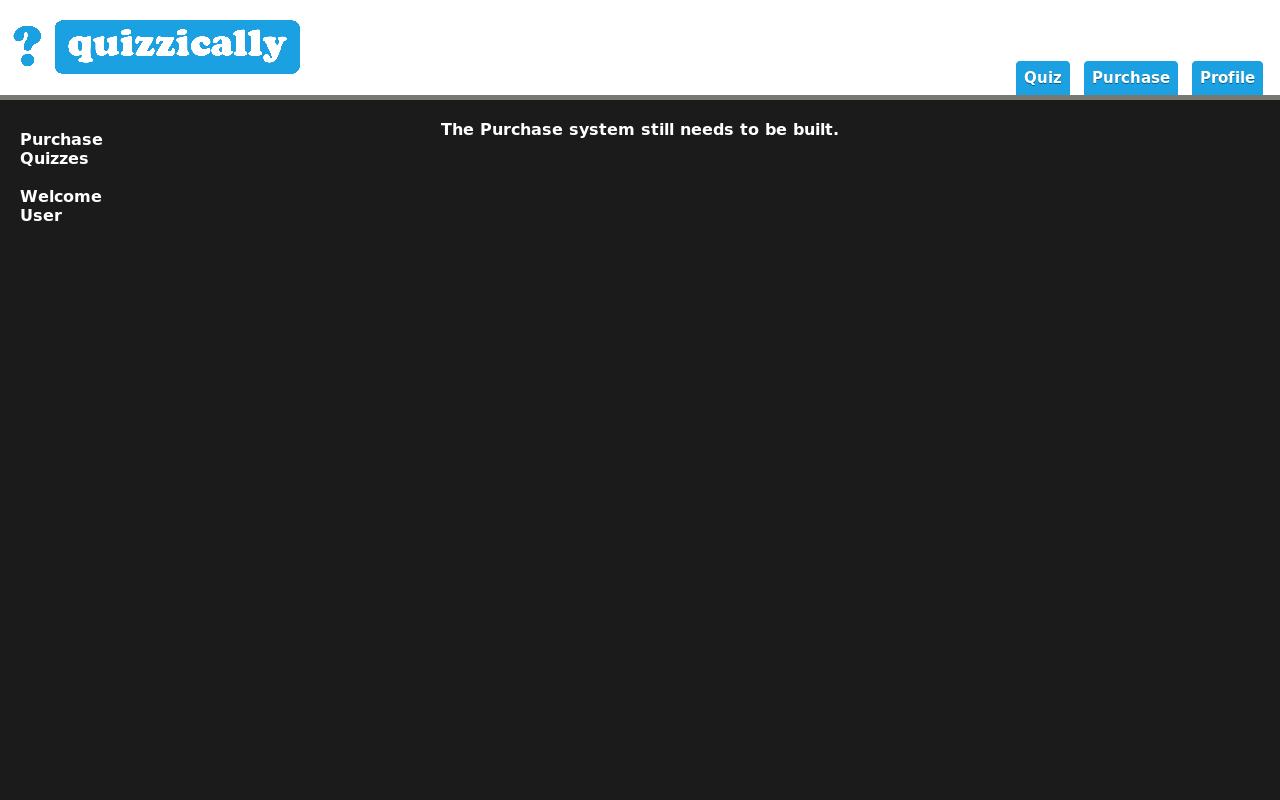 ? quizzically
Quiz Purchase Profile
Purchase
Quizzes
Welcome
User
The Purchase system still needs to be built.